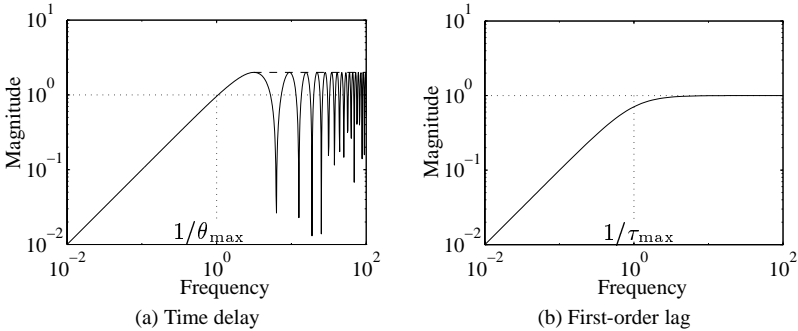 10^1
10^0
10^{-1}
10^{-2}
Magnitude
1/θ_max
10^{-2}
10^0
10^2
Frequency
(a) Time delay
10^1
10^0
10^{-1}
10^{-2}
Magnitude
1/τ_max
10^{-2}
10^0
10^2
Frequency
(b) First-order lag